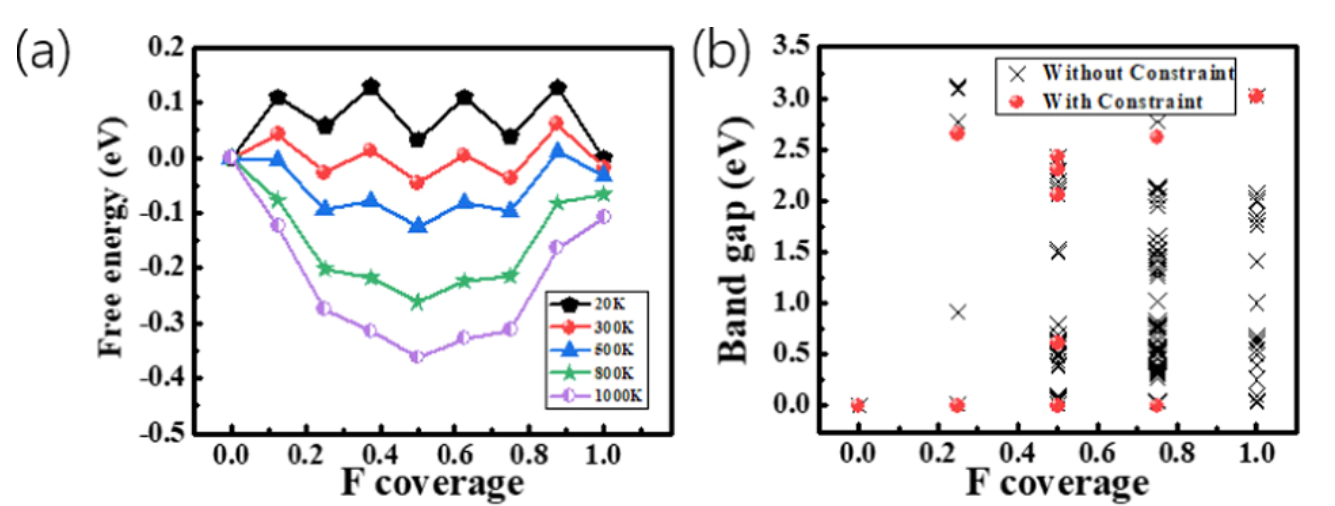 (a)
0.2
0.1
0.0
-0.1
-0.2
-0.3
-0.4
-0.5
Free energy (eV)
20K
300K
500K
800K
1000K
0.0 0.2 0.4 0.6 0.8 1.0
F coverage
(b)
3.5
3.0
2.5
2.0
1.5
1.0
0.5
0.0
Band gap (eV)
Without Constraint
With Constraint
0.0 0.2 0.4 0.6 0.8 1.0
F coverage